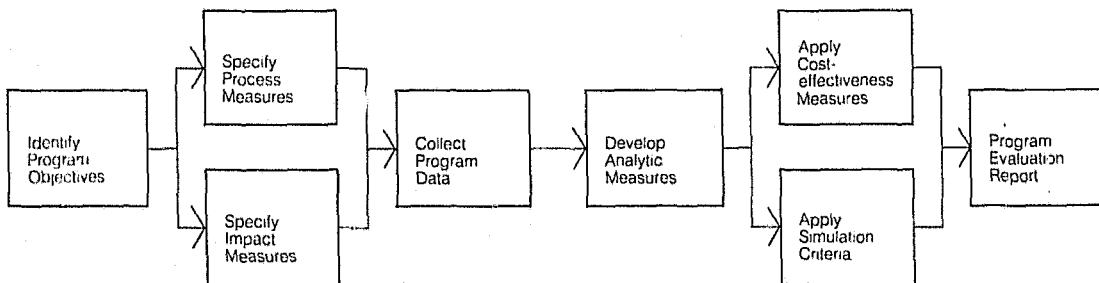 Identify
Program
Objectives
Specify
Process
Measures
Specify
Impact
Measures
Collect
Program
Data
Develop
Analytic
Measures
Apply
Cost-
effectiveness
Measures
Apply
Simulation
Criteria
Program
Evaluation
Report